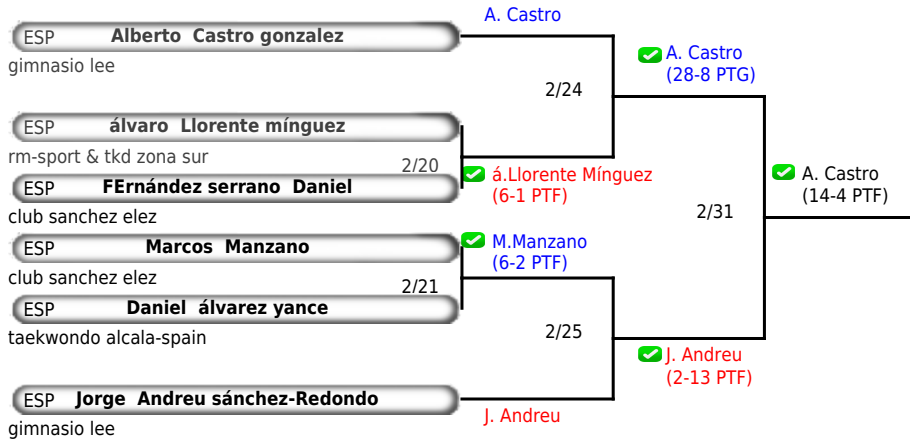 A. Castro
ESP Alberto Castro gonzalez
gimnasio lee
A. Castro
(28-8 PTG)
2/24
ESP álvaro Llorente mínguez
rm-sport & tkd zona sur
2/20
á.Llorente Mínguez
(6-1 PTF)
ESP FErnández serrano Daniel
club sanchez elez
A. Castro
(14-4 PTF)
2/31
ESP Marcos Manzano
club sanchez elez
M.Manzano
(6-2 PTF)
2/21
ESP Daniel álvarez yance
taekwondo alcala-spain
2/25
J. Andreu
(2-13 PTF)
ESP Jorge Andreu sánchez-Redondo
gimnasio lee
J. Andreu